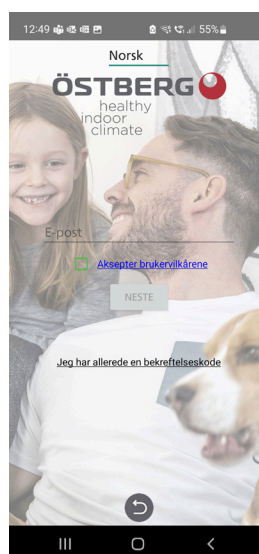 12:49
55%
Norsk
ÖSTBERG
healthy
indoor
climate
E-post
Aksepter brukervilkårene
NESTE
Jeg har allerede en bekreftelseskode